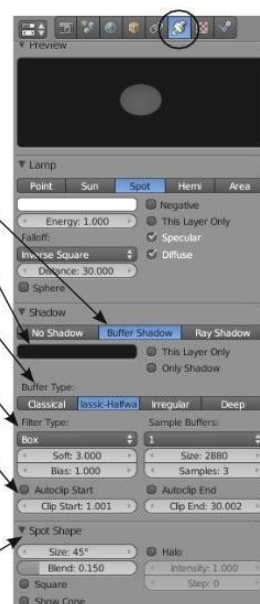 Preview
Lamp
Point Sun Spot Hemi Area
Negative
Energy: 1.000 This Layer Only
Falloff: Specular
Inverse Square Diffuse
Distance: 30.000
Sphere
Shadow
No Shadow Buffer Shadow Ray Shadow
This Layer Only
Only Shadow
Buffer Type:
Classical lassic-Halfwa Irregular Deep
Filter Type: Sample Buffers:
Box 1
Soft: 3.000 Size: 2880
Bias: 1.000 Samples: 3
Autoclip Start Autoclip End
Clip Start: 1.001 Clip End: 30.002
Spot Shape
Size: 45° Halo
Blend: 0.150 Intensity: 1.000
Square Step: 0
Show Cone